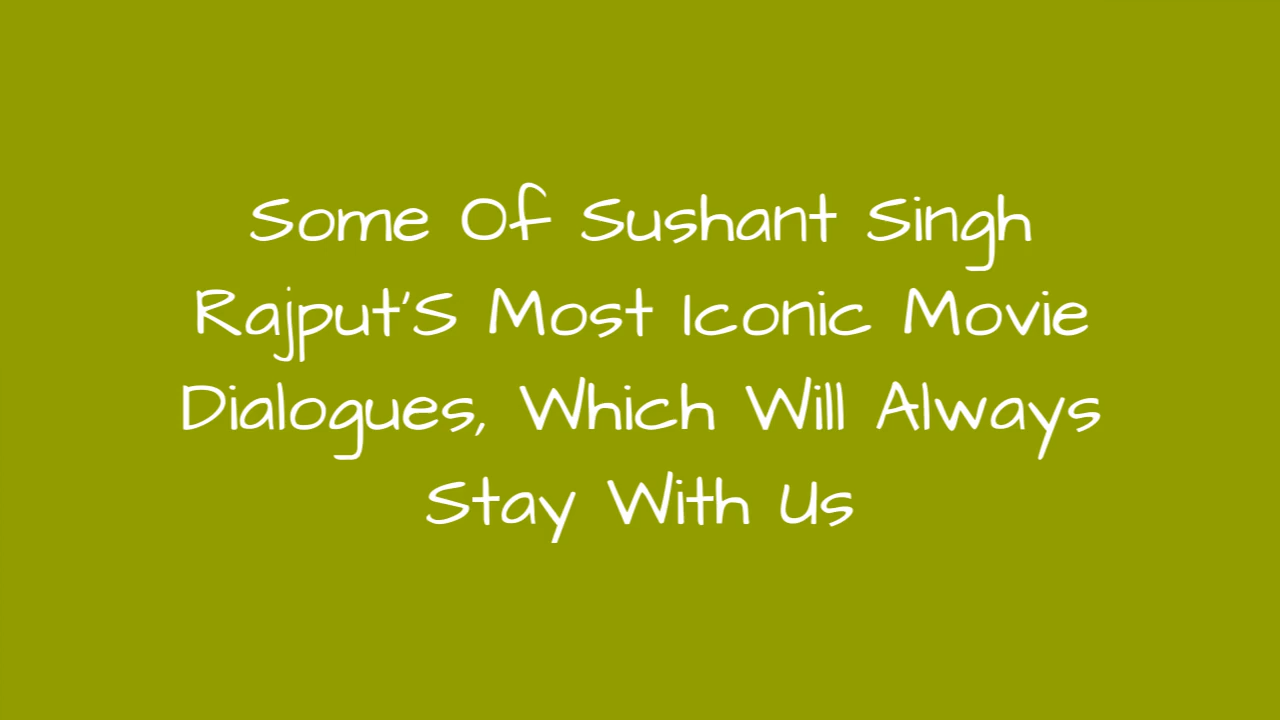 Some Of Sushant Singh
Rajput'S Most Iconic Movie
Dialogues, Which Will Always
Stay With Us